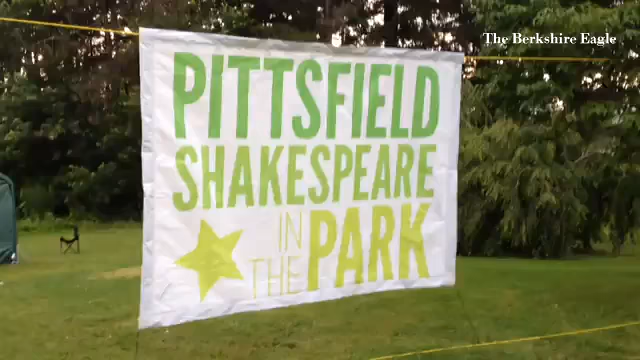 The Berkshire Eagle
PITTSFIELD
SHAKESPEARE
IN
THE PARK